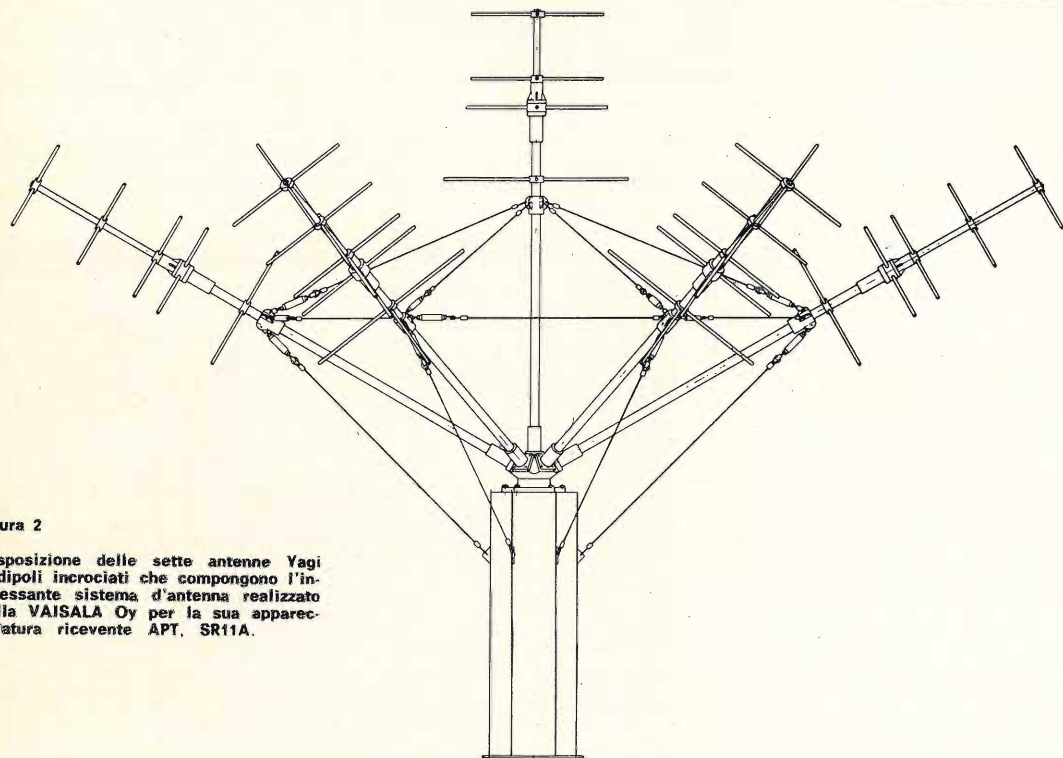 ura 2
sposizione delle sette antenne Yagi
dipoli incrociati che compongono l'in-
essante sistema d'antenna realizzato
lla VAISALA Oy per la sua apparec-
atura ricevente APT, SR11A.